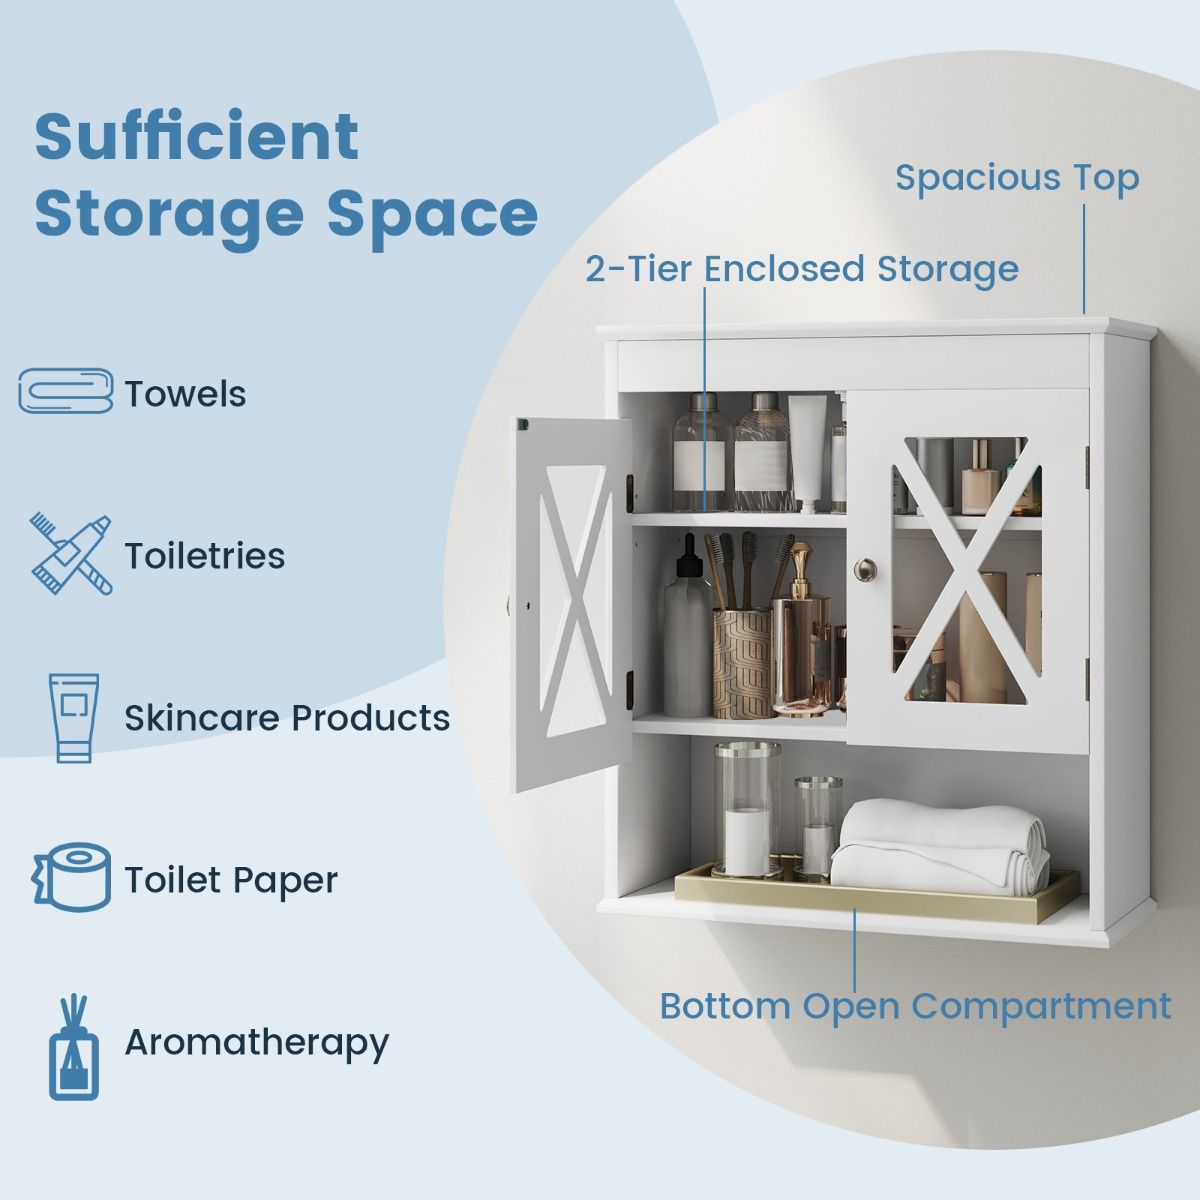 Sufficient
Storage Space
Spacious Top
2-Tier Enclosed Storage
Towels
Toiletries
Skincare Products
Toilet Paper
Aromatherapy
Bottom Open Compartment